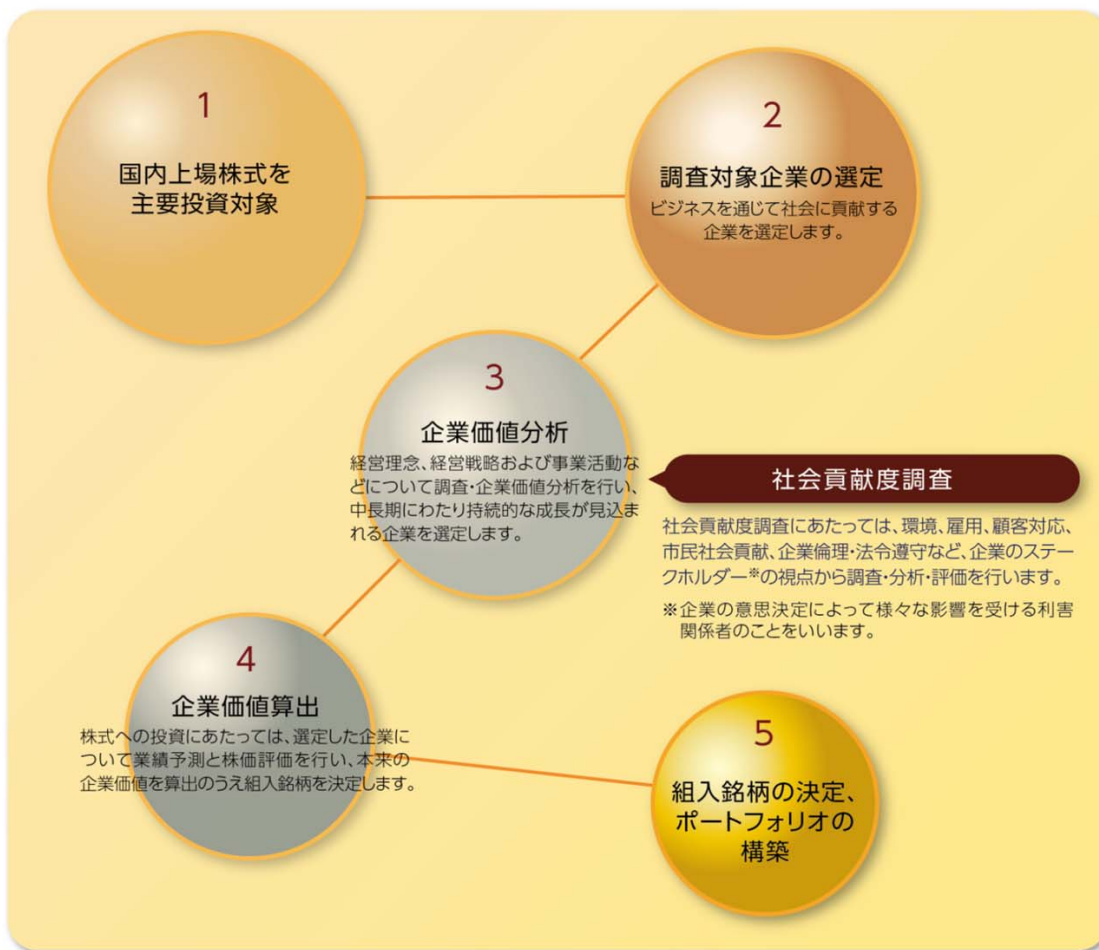 1
国内上場株式を
主要投資対象
2
調査対象企業の選定
ビジネスを通じて社会に貢献する
企業を選定します。
3
企業価値分析
経営理念、経営戦略および事業活動な
どについて調査・企業価値分析を行い、
中長期にわたり持続的な成長が見込ま
れる企業を選定します。
社会貢献度調査
社会貢献度調査にあたっては、環境、雇用、顧客対応、
市民社会貢献、企業倫理・法令遵守など、企業のステー
クホルダー※の視点から調査・分析・評価を行います。
※企業の意思決定によって様々な影響を受ける利害
関係者のことをいいます。
4
企業価値算出
株式への投資にあたっては、選定した企業に
ついて業績予測と株価評価を行い、本来の
企業価値を算出のうえ組入銘柄を決定します。
5
組入銘柄の決定、
ポートフォリオの
構築